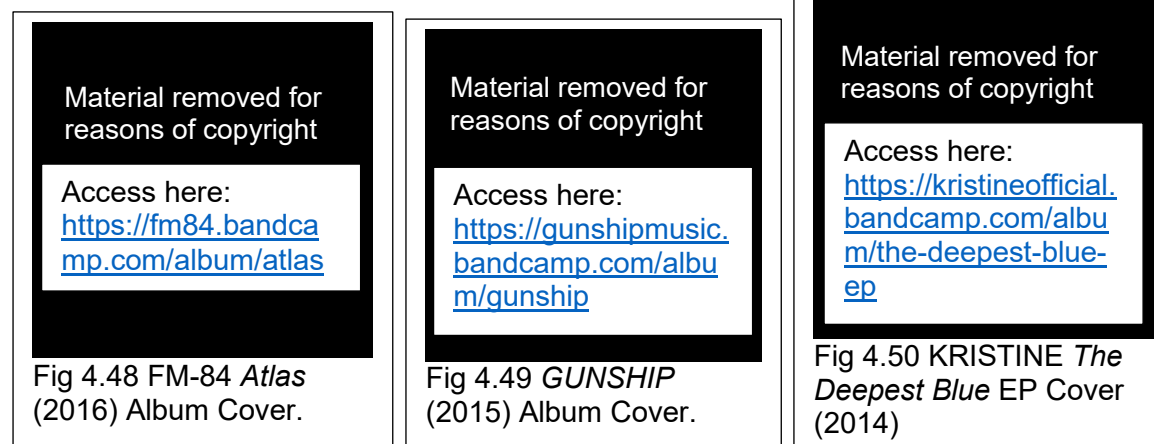 Material removed for
reasons of copyright
Access here:
https://fm84.bandca
mp.com/album/atlas
Fig 4.48 FM-84 Atlas
(2016) Album Cover.
Material removed for
reasons of copyright
Access here:
https://gunshipmusic.
bandcamp.com/albu
m/gunship
Fig 4.49 GUNSHIP
(2015) Album Cover.
Material removed for
reasons of copyright
Access here:
https://kristineofficial.
bandcamp.com/albu
m/the-deepest-blue-
ep
Fig 4.50 KRISTINE The
Deepest Blue EP Cover
(2014)